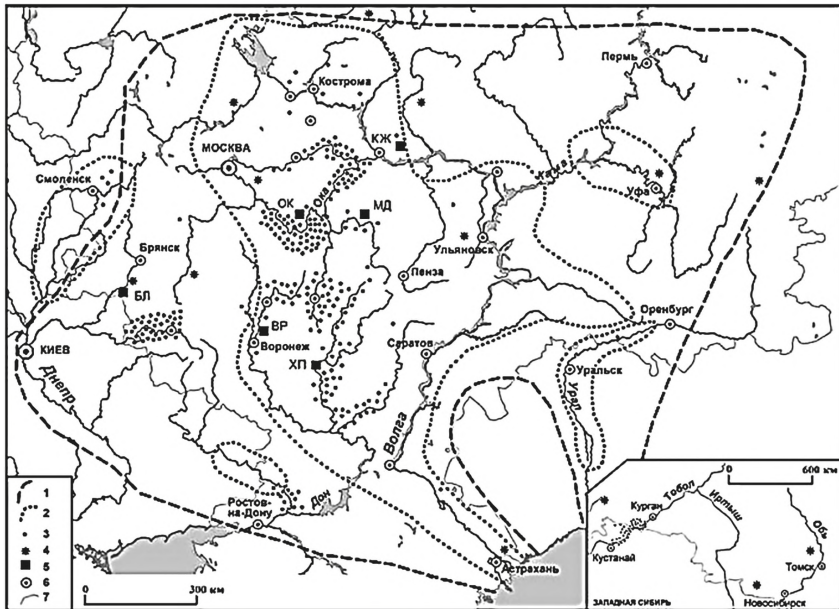 Пермь
Кострома
МОСКВА
КЖ
Кама
Уфа
Смоленск
Ока
ОК
МД
Ульяновск
Брянск
Пенза
БЛ
Оренбург
КИЕВ
ВР
Воронеж
Саратов
ХП
Уральск
Днепр
Урал
Волга
Дон
Ростов-
на-Дону
Астрахань
1
2
3
4
5
6
7
0 300 км
0 600 км
Тобол
Курган
Иртыш
Обь
Кустанай
Томск
Новосибирск
ЗАПАДНАЯ СИБИРЬ